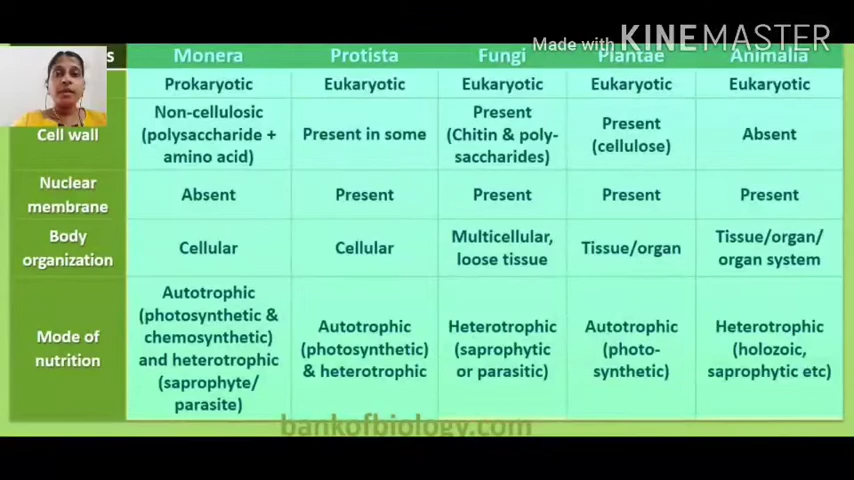 Made with KINEMASTER
s Monera Protista Fungi Plantae Animalia
Prokaryotic Eukaryotic Eukaryotic Eukaryotic Eukaryotic
Cell wall
Non-cellulosic
(polysaccharide +
amino acid)
Present in some
Present
(Chitin & poly-
saccharides)
Present
(cellulose)
Absent
Nuclear
membrane
Absent
Present
Present
Present
Present
Body
organization
Cellular
Cellular
Multicellular,
loose tissue
Tissue/organ
Tissue/organ/
organ system
Mode of
nutrition
Autotrophic
(photosynthetic &
chemosynthetic)
and heterotrophic
(saprophyte/
parasite)
Autotrophic
(photosynthetic)
& heterotrophic
Heterotrophic
(saprophytic
or parasitic)
Autotrophic
(photo-
synthetic)
Heterotrophic
(holozoic,
saprophytic etc)
bankofbiology.com